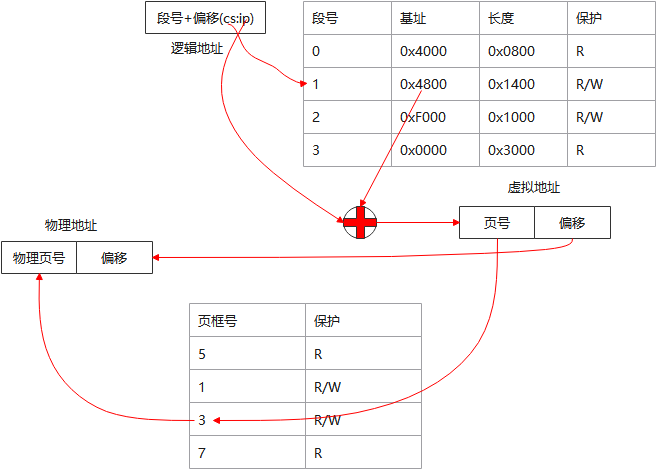 段号+偏移(cs:ip)
逻辑地址
段号 基址 长度 保护
0 0x4000 0x0800 R
1 0x4800 0x1400 R/W
2 0xF000 0x1000 R/W
3 0x0000 0x3000 R
虚拟地址
页号 偏移
物理地址
物理页号 偏移
页框号 保护
5 R
1 R/W
3 R/W
7 R